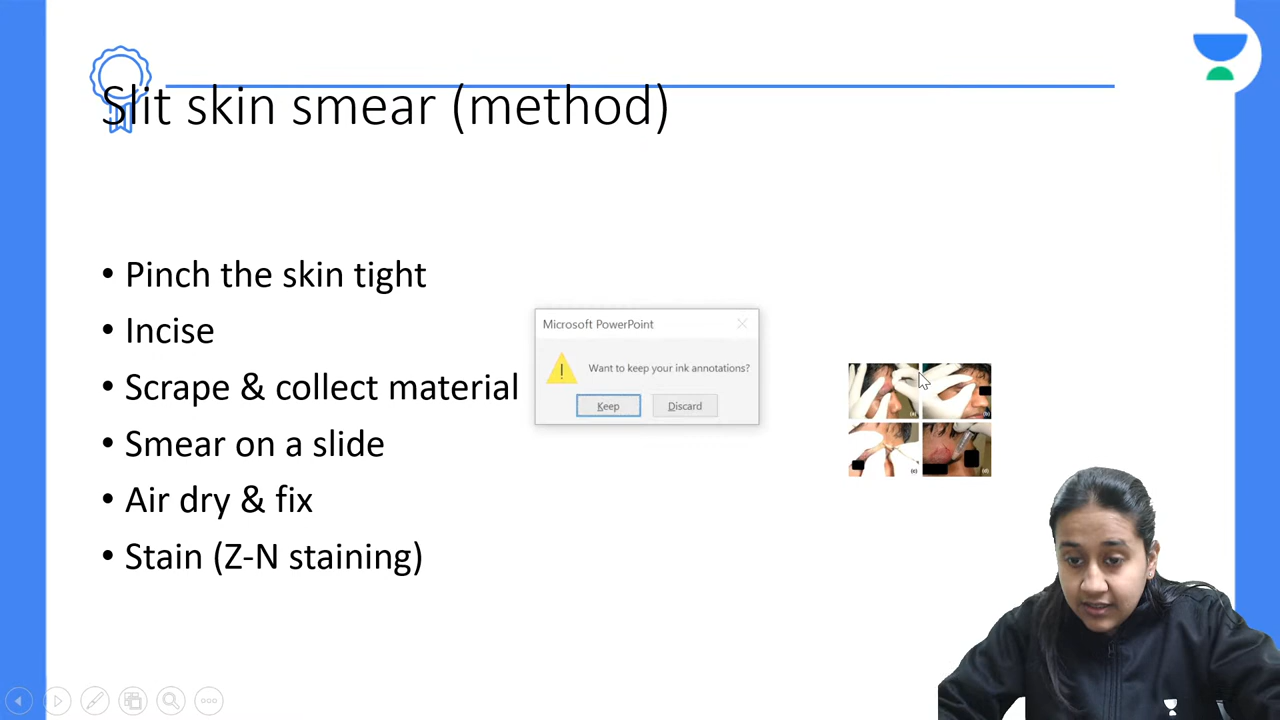 Slit skin smear (method)
• Pinch the skin tight
• Incise
• Scrape & collect material
• Smear on a slide
• Air dry & fix
• Stain (Z-N staining)
Microsoft PowerPoint
Want to keep your ink annotations?
Keep
Discard
(a)
(b)
(c)
(d)